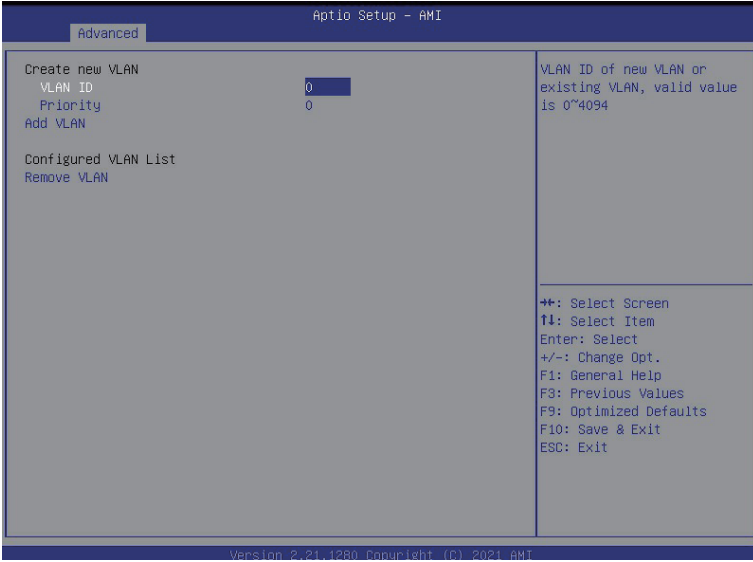 Aptio Setup – AMI
Advanced
Create new VLAN
VLAN ID 0
Priority 0
Add VLAN
Configured VLAN List
Remove VLAN
VLAN ID of new VLAN or
existing VLAN, valid value
is 0~4094
→←: Select Screen
↑↓: Select Item
Enter: Select
+/-: Change Opt.
F1: General Help
F3: Previous Values
F9: Optimized Defaults
F10: Save & Exit
ESC: Exit
Version 2.21.1280 Copyright (C) 2021 AMI